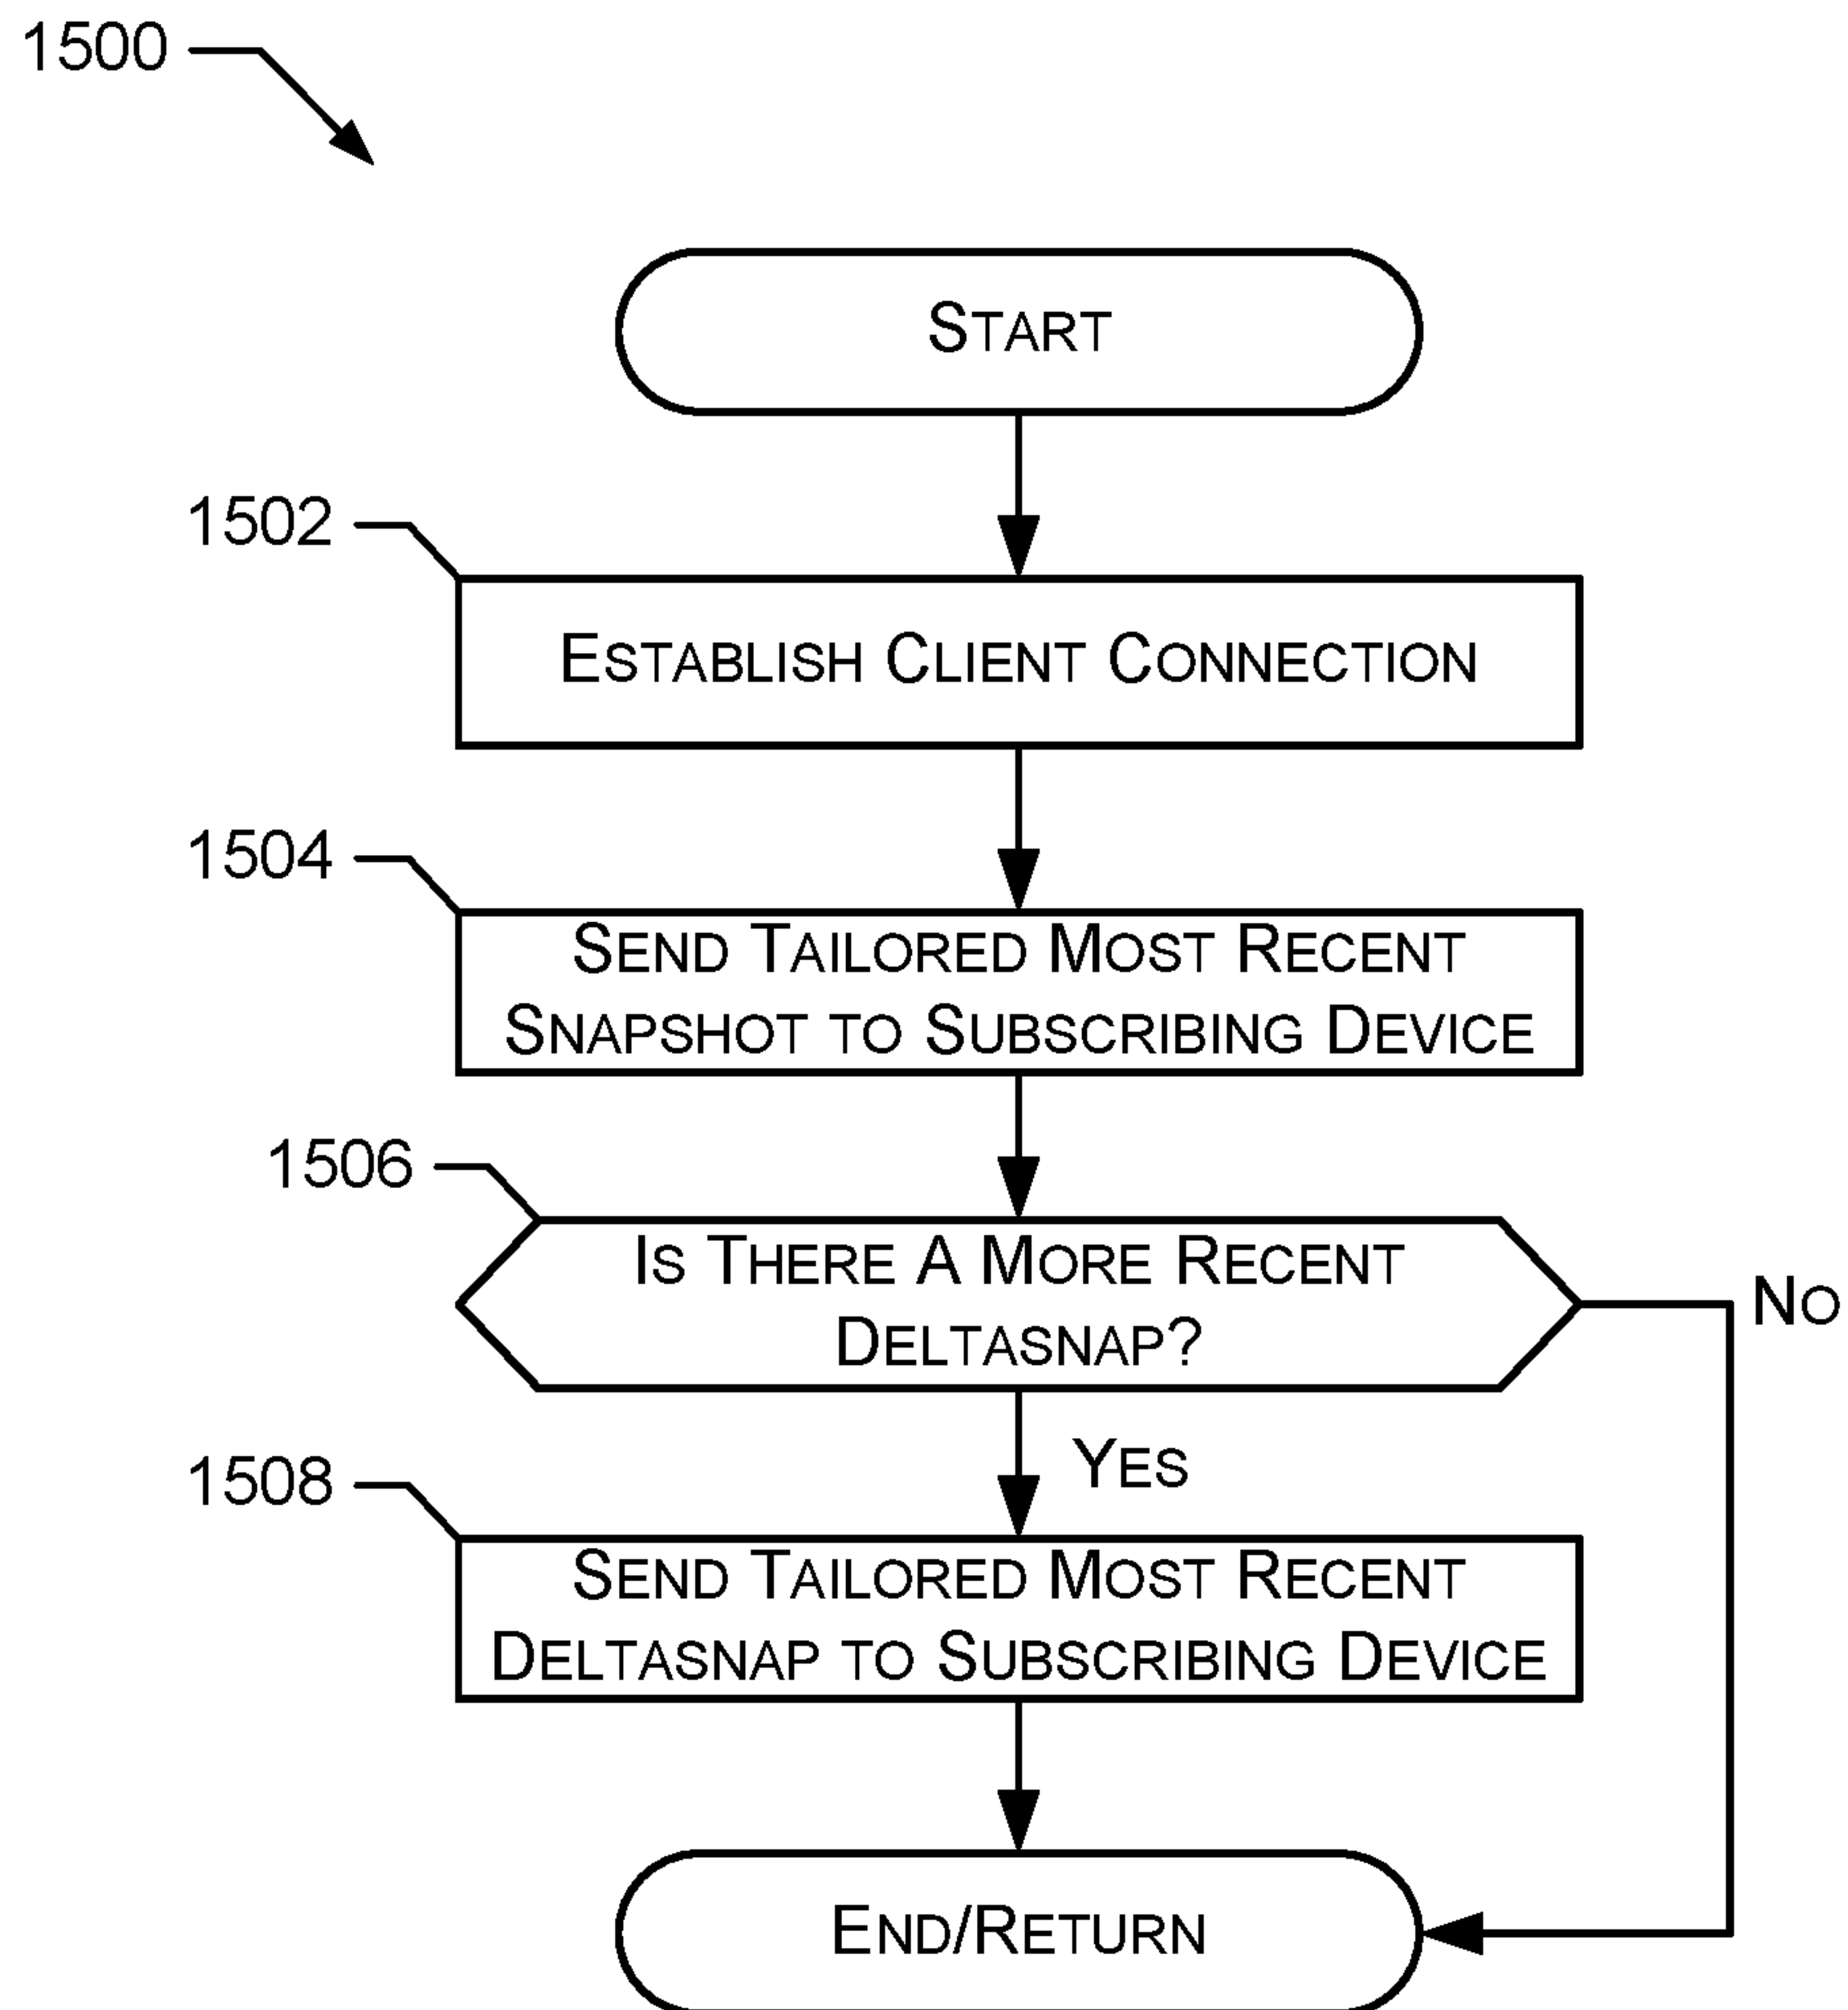 1500
START
1502
ESTABLISH CLIENT CONNECTION
1504
SEND TAILORED MOST RECENT
SNAPSHOT TO SUBSCRIBING DEVICE
1506
IS THERE A MORE RECENT
DELTASNAP?
NO
YES
1508
SEND TAILORED MOST RECENT
DELTASNAP TO SUBSCRIBING DEVICE
END/RETURN